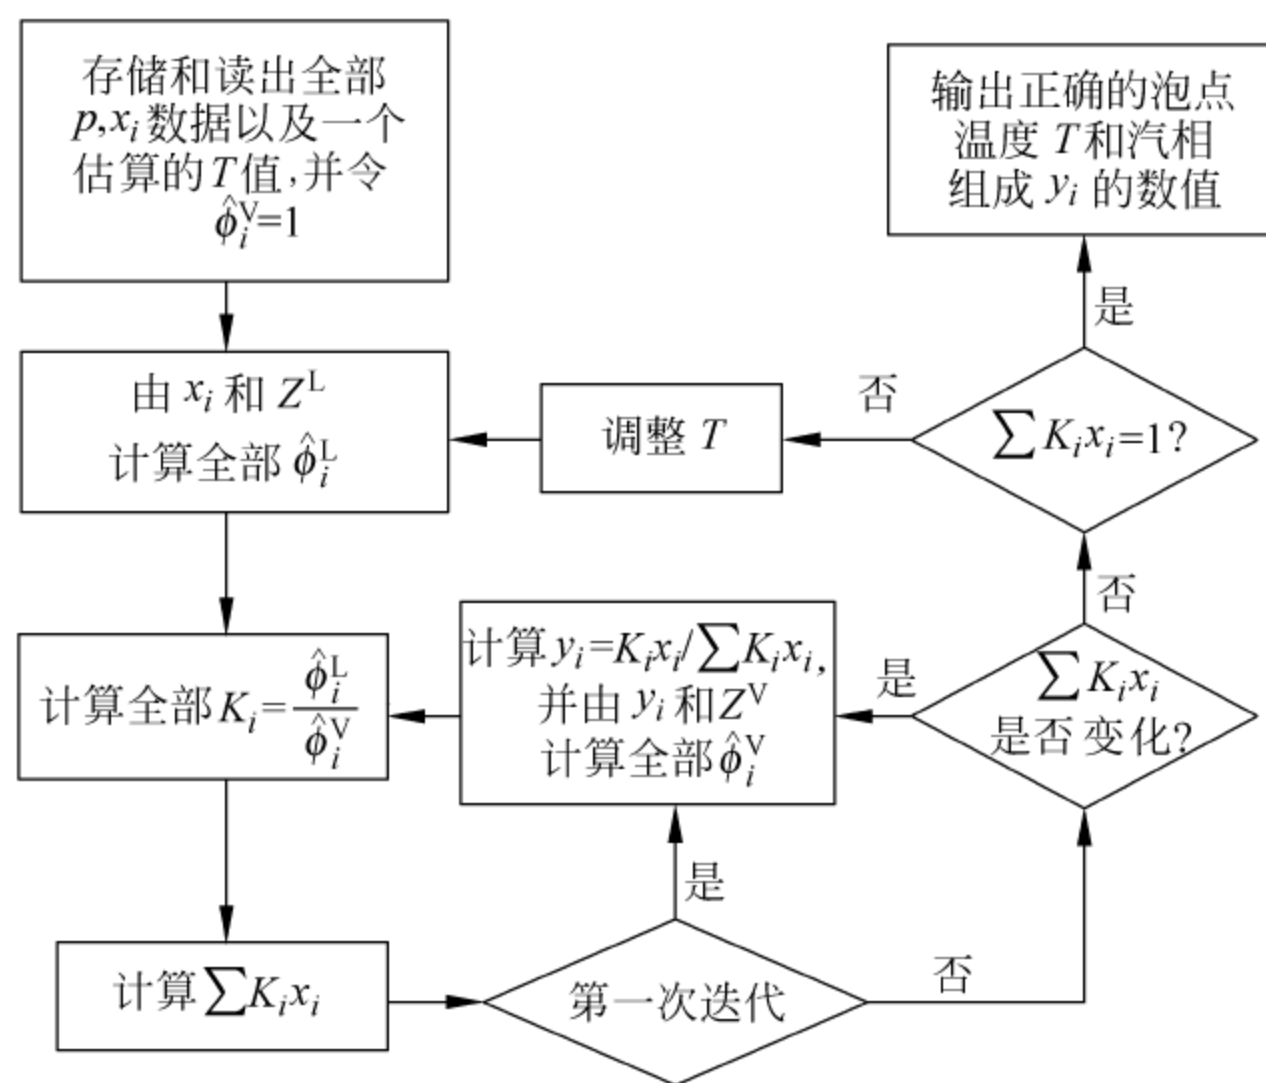 存储和读出全部
p,xᵢ数据以及一个
估算的T值,并令
ϕ̂ᵢⱽ=1
输出正确的泡点
温度 T和汽相
组成 yᵢ 的数值
是
由 xᵢ 和 Zᴸ
计算全部 ϕ̂ᵢᴸ
调整 T
否
∑Kᵢxᵢ=1?
否
计算全部Kᵢ=ϕ̂ᵢᴸ/ϕ̂ᵢⱽ
计算yᵢ=Kᵢxᵢ/∑Kᵢxᵢ,
并由 yᵢ 和Zⱽ
计算全部ϕ̂ᵢⱽ
是
∑Kᵢxᵢ
是否变化?
是
计算∑Kᵢxᵢ
第一次迭代
否